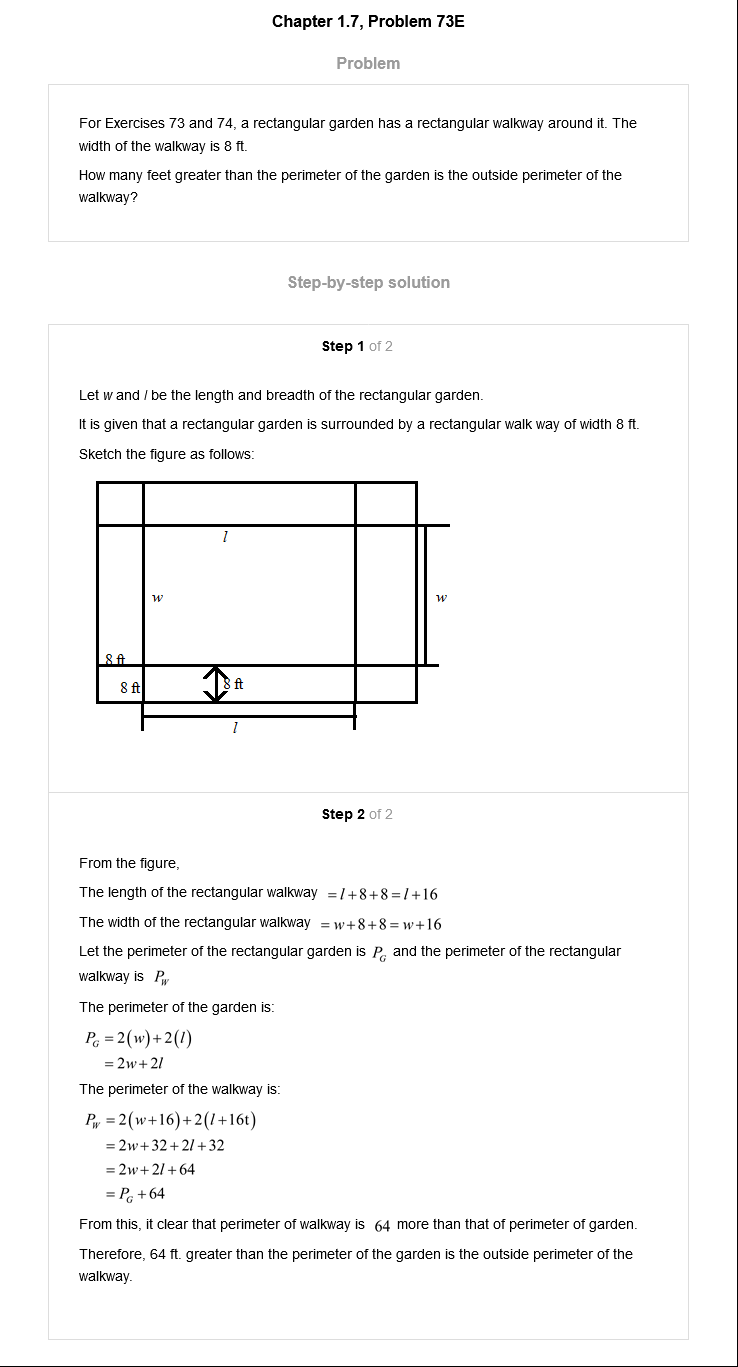 Chapter 1.7, Problem 73E
Problem
For Exercises 73 and 74, a rectangular garden has a rectangular walkway around it. The
width of the walkway is 8 ft.
How many feet greater than the perimeter of the garden is the outside perimeter of the
walkway?
Step-by-step solution
Step 1 of 2
Let w and l be the length and breadth of the rectangular garden.
It is given that a rectangular garden is surrounded by a rectangular walk way of width 8 ft.
Sketch the figure as follows:
l
w w
8 ft
8 ft 8 ft
l
Step 2 of 2
From the figure,
The length of the rectangular walkway = l + 8 + 8 = l + 16
The width of the rectangular walkway = w + 8 + 8 = w + 16
Let the perimeter of the rectangular garden is P_G and the perimeter of the rectangular
walkway is P_W
The perimeter of the garden is:
P_G = 2(w) + 2(l)
= 2w + 2l
The perimeter of the walkway is:
P_W = 2(w + 16) + 2(l + 16t)
= 2w + 32 + 2l + 32
= 2w + 2l + 64
= P_G + 64
From this, it clear that perimeter of walkway is 64 more than that of perimeter of garden.
Therefore, 64 ft. greater than the perimeter of the garden is the outside perimeter of the
walkway.